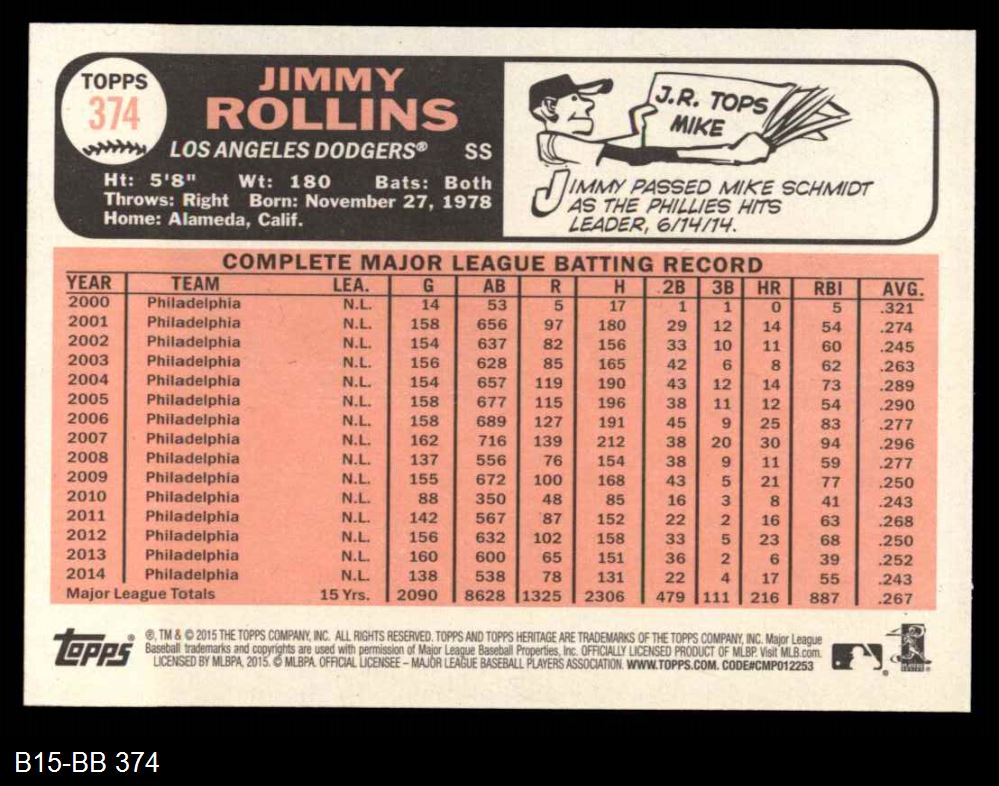 TOPPS
374
JIMMY
ROLLINS
LOS ANGELES DODGERS® SS
Ht: 5'8" Wt: 180 Bats: Both
Throws: Right Born: November 27, 1978
Home: Alameda, Calif.
J.R. TOPS
MIKE
JIMMY PASSED MIKE SCHMIDT
AS THE PHILLIES HITS
LEADER, 6/14/14.
COMPLETE MAJOR LEAGUE BATTING RECORD
YEAR TEAM LEA. G AB R H 2B 3B HR RBI AVG.
2000 Philadelphia N.L. 14 53 5 17 1 1 0 5 .321
2001 Philadelphia N.L. 158 656 97 180 29 12 14 54 .274
2002 Philadelphia N.L. 154 637 82 156 33 10 11 60 .245
2003 Philadelphia N.L. 156 628 85 165 42 6 8 62 .263
2004 Philadelphia N.L. 154 657 119 190 43 12 14 73 .289
2005 Philadelphia N.L. 158 677 115 196 38 11 12 54 .290
2006 Philadelphia N.L. 158 689 127 191 45 9 25 83 .277
2007 Philadelphia N.L. 162 716 139 212 38 20 30 94 .296
2008 Philadelphia N.L. 137 556 76 154 38 9 11 59 .277
2009 Philadelphia N.L. 155 672 100 168 43 5 21 77 .250
2010 Philadelphia N.L. 88 350 48 85 16 3 8 41 .243
2011 Philadelphia N.L. 142 567 87 152 22 2 16 63 .268
2012 Philadelphia N.L. 156 632 102 158 33 5 23 68 .250
2013 Philadelphia N.L. 160 600 65 151 36 2 6 39 .252
2014 Philadelphia N.L. 138 538 78 131 22 4 17 55 .243
Major League Totals 15 Yrs. 2090 8628 1325 2306 479 111 216 887 .267
topps®
®, TM & © 2015 THE TOPPS COMPANY, INC. ALL RIGHTS RESERVED. TOPPS AND TOPPS HERITAGE ARE TRADEMARKS OF THE TOPPS COMPANY, INC. Major League
Baseball trademarks and copyrights are used with permission of Major League Baseball Properties, Inc. OFFICIALLY LICENSED PRODUCT OF MLBP. Visit MLB.com.
LICENSED BY MLBPA, 2015. © MLBPA. OFFICIAL LICENSEE – MAJOR LEAGUE BASEBALL PLAYERS ASSOCIATION. WWW.TOPPS.COM. CODE#CMP012253
B15-BB 374